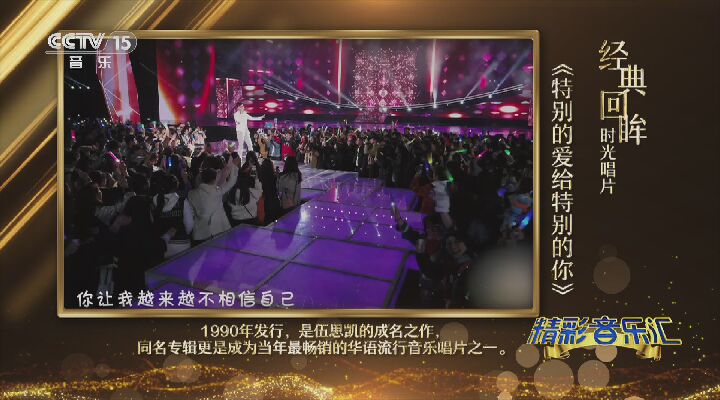 CCTV 15
音乐
经典回眸
时光唱片
《特别的爱给特别的你》
你让我越来越不相信自己
1990年发行，是伍思凯的成名之作，
同名专辑更是成为当年最畅销的华语流行音乐唱片之一。
精彩音乐汇